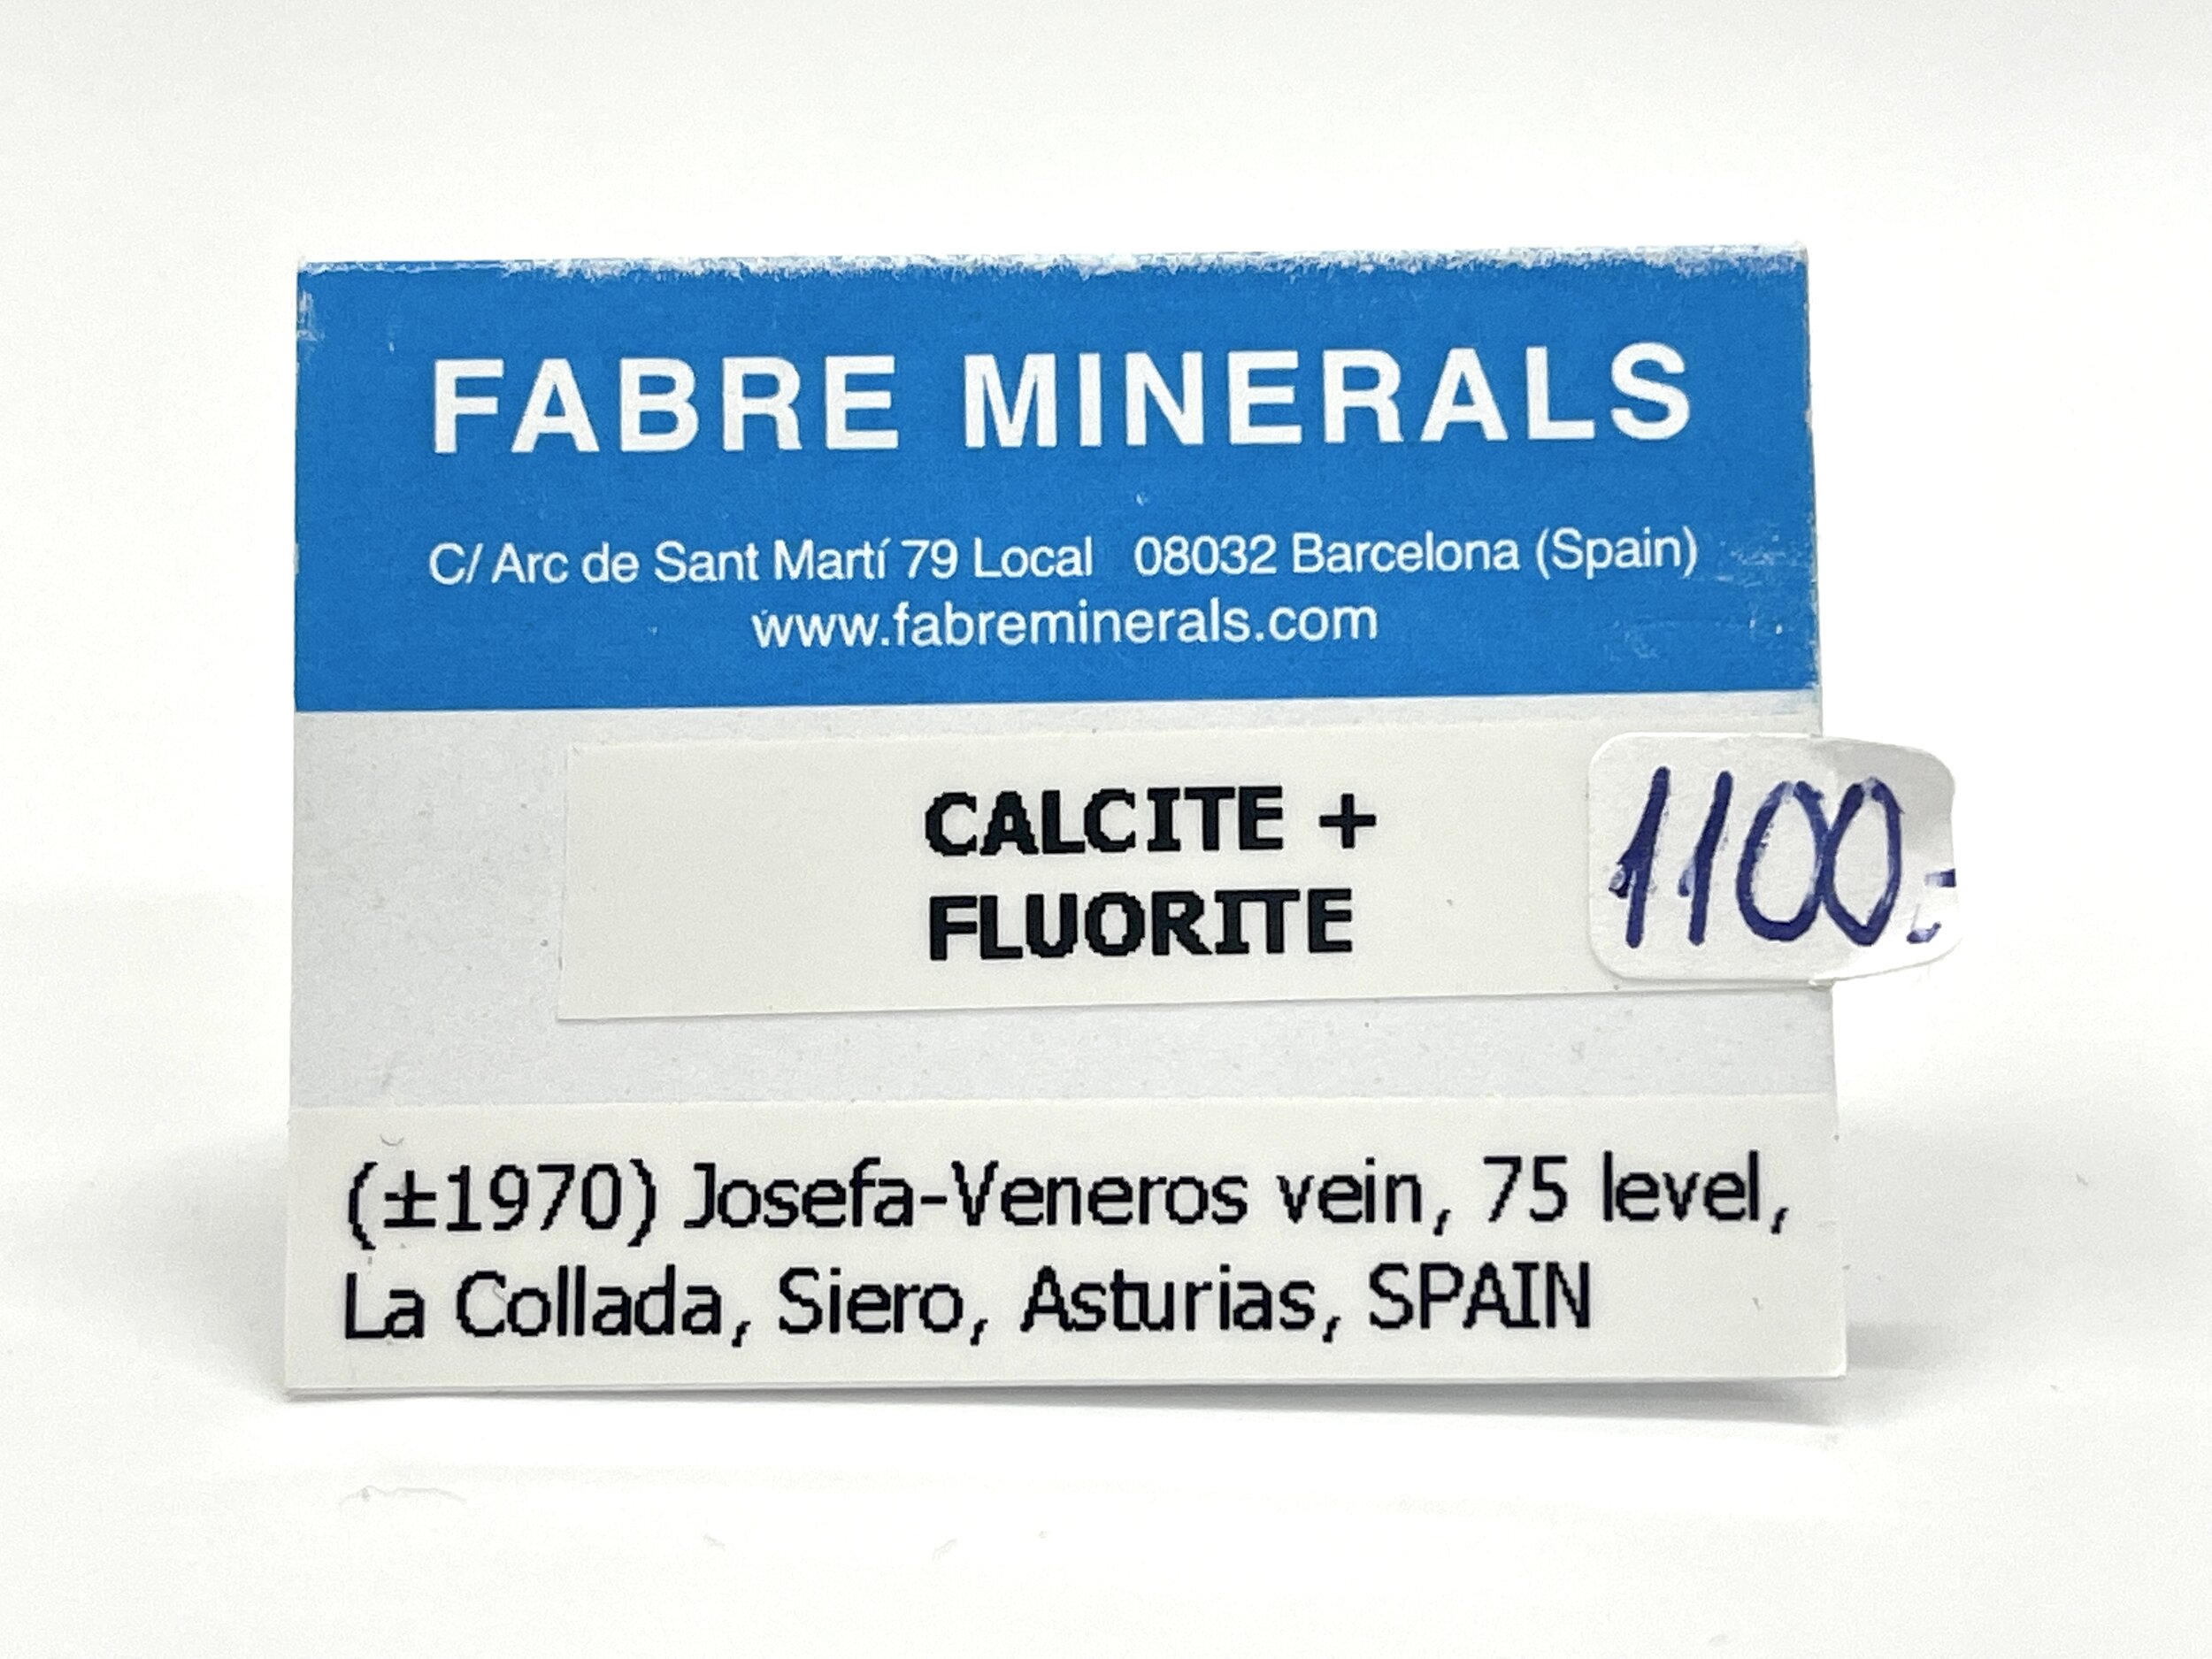 FABRE MINERALS
C/ Arc de Sant Martí 79 Local 08032 Barcelona (Spain)
www.fabreminerals.com
CALCITE +
FLUORITE
1100.-
(±1970) Josefa-Veneros vein, 75 level,
La Collada, Siero, Asturias, SPAIN